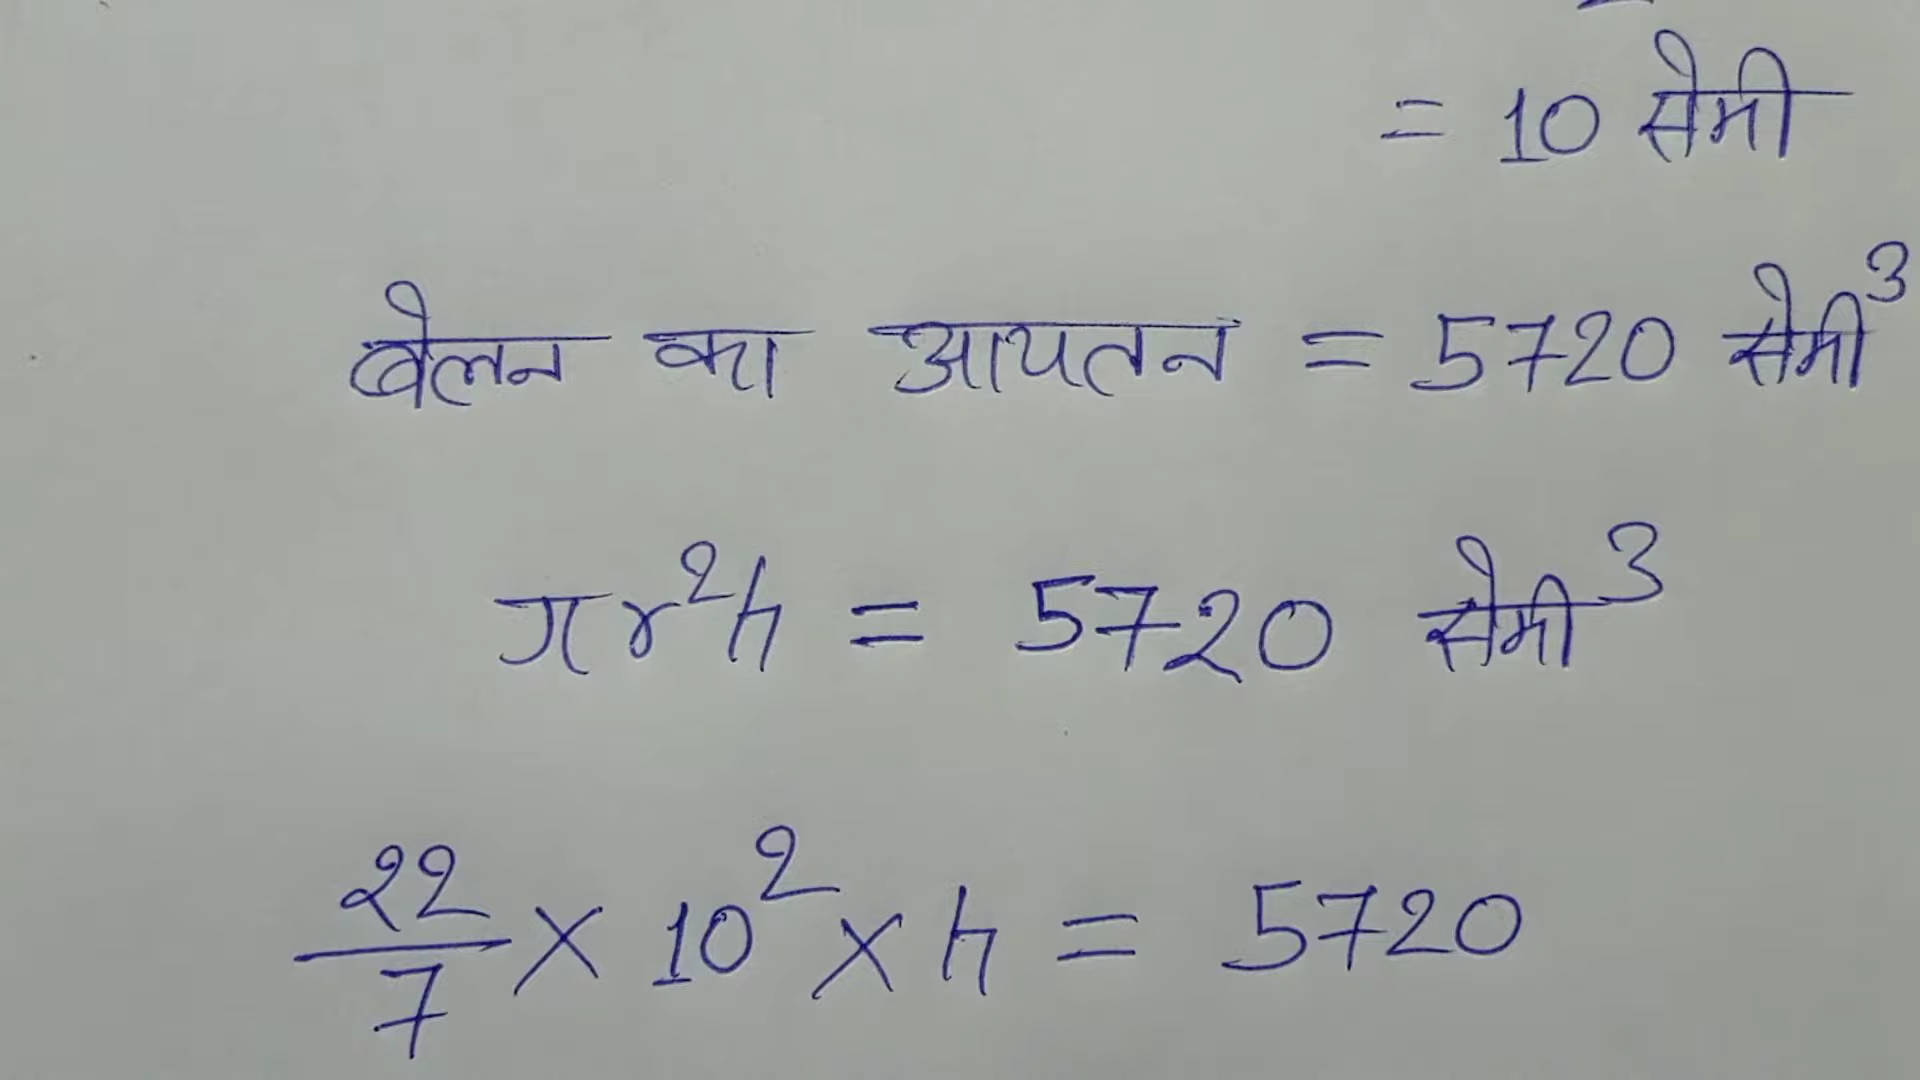 = 10 सेमी
बेलन का आयतन = 5720 सेमी³
πr²h = 5720 सेमी³
22/7 × 10² × h = 5720